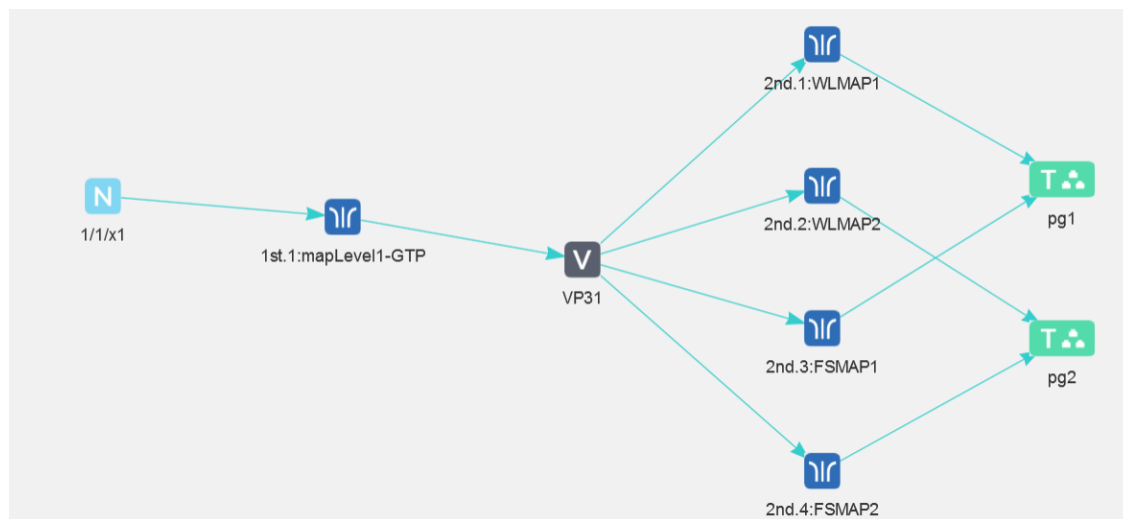 2nd.1:WLMAP1
N
1/1/x1
1st.1:mapLevel1-GTP
V
VP31
2nd.2:WLMAP2
2nd.3:FSMAP1
2nd.4:FSMAP2
T
pg1
T
pg2